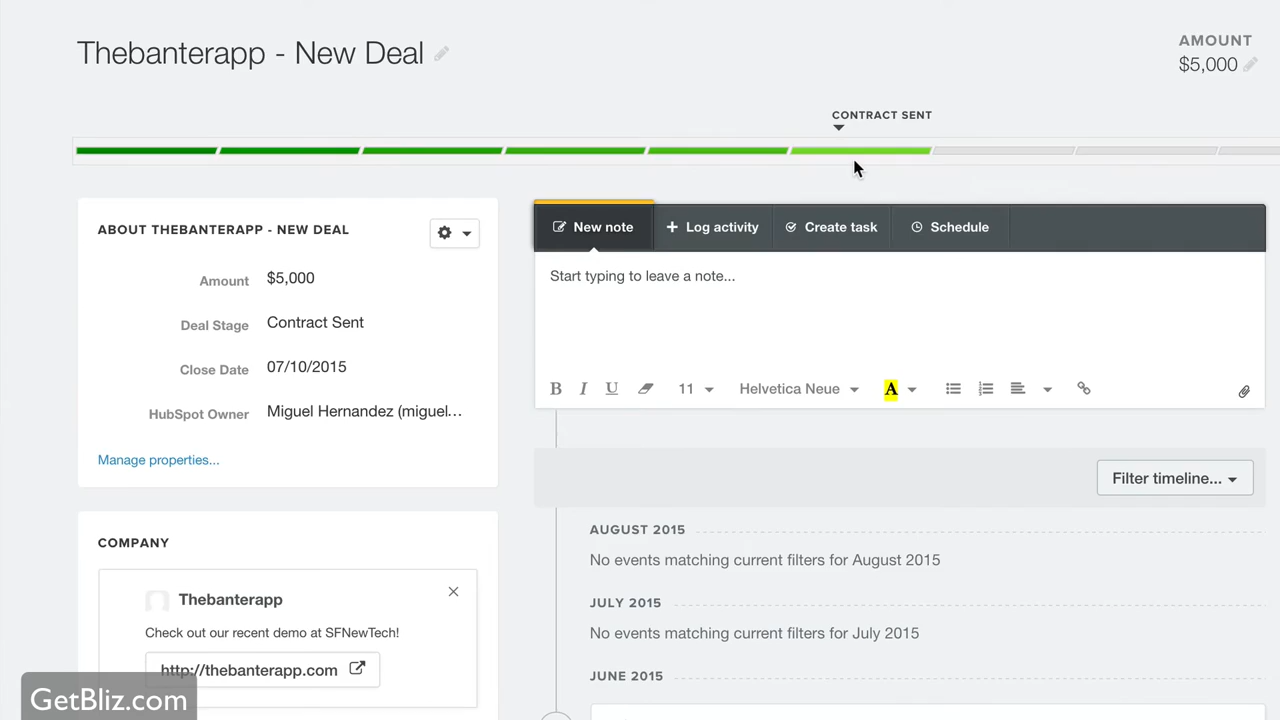 Thebanterapp - New Deal
AMOUNT
$5,000
CONTRACT SENT
ABOUT THEBANTERAPP - NEW DEAL
Amount $5,000
Deal Stage Contract Sent
Close Date 07/10/2015
HubSpot Owner Miguel Hernandez (miguel...
Manage properties...
COMPANY
Thebanterapp
Check out our recent demo at SFNewTech!
http://thebanterapp.com
New note Log activity Create task Schedule
Start typing to leave a note...
B I U 11 Helvetica Neue A
Filter timeline...
AUGUST 2015
No events matching current filters for August 2015
JULY 2015
No events matching current filters for July 2015
JUNE 2015
GetBliz.com